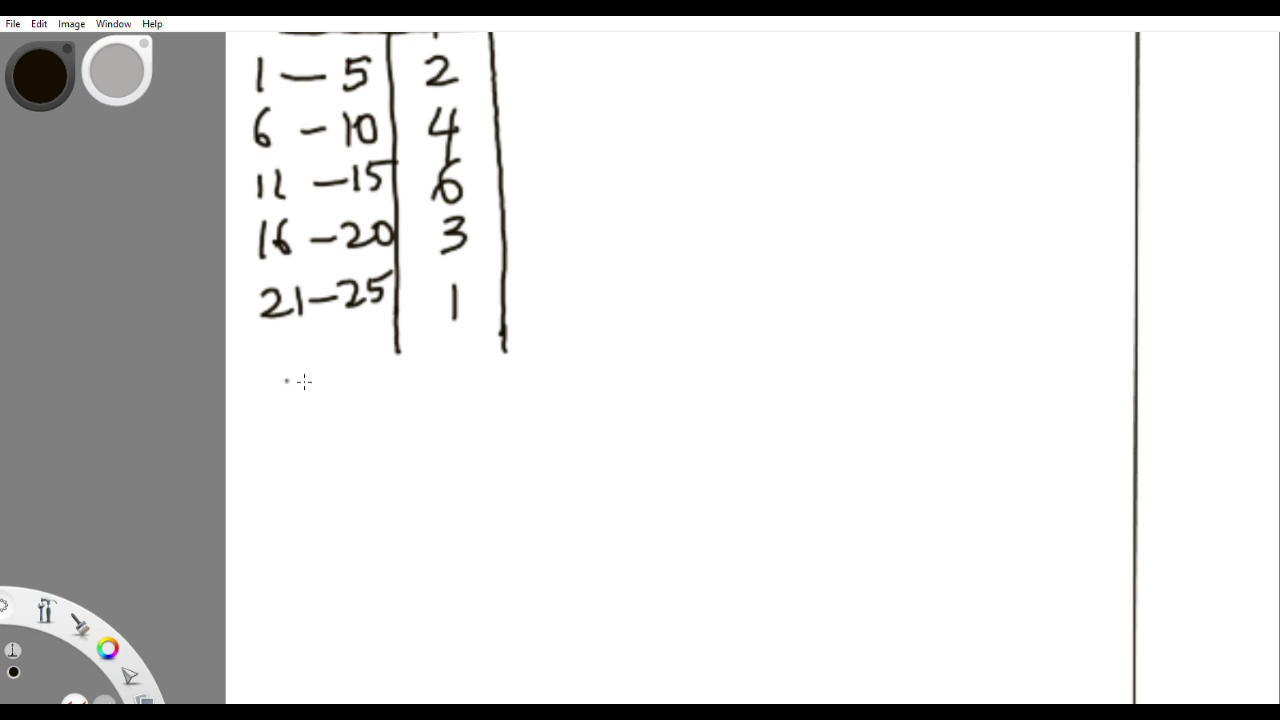 File Edit Image Window Help
1 — 5 2
6 – 10 4
11 – 15 6
16 – 20 3
21 – 25 1